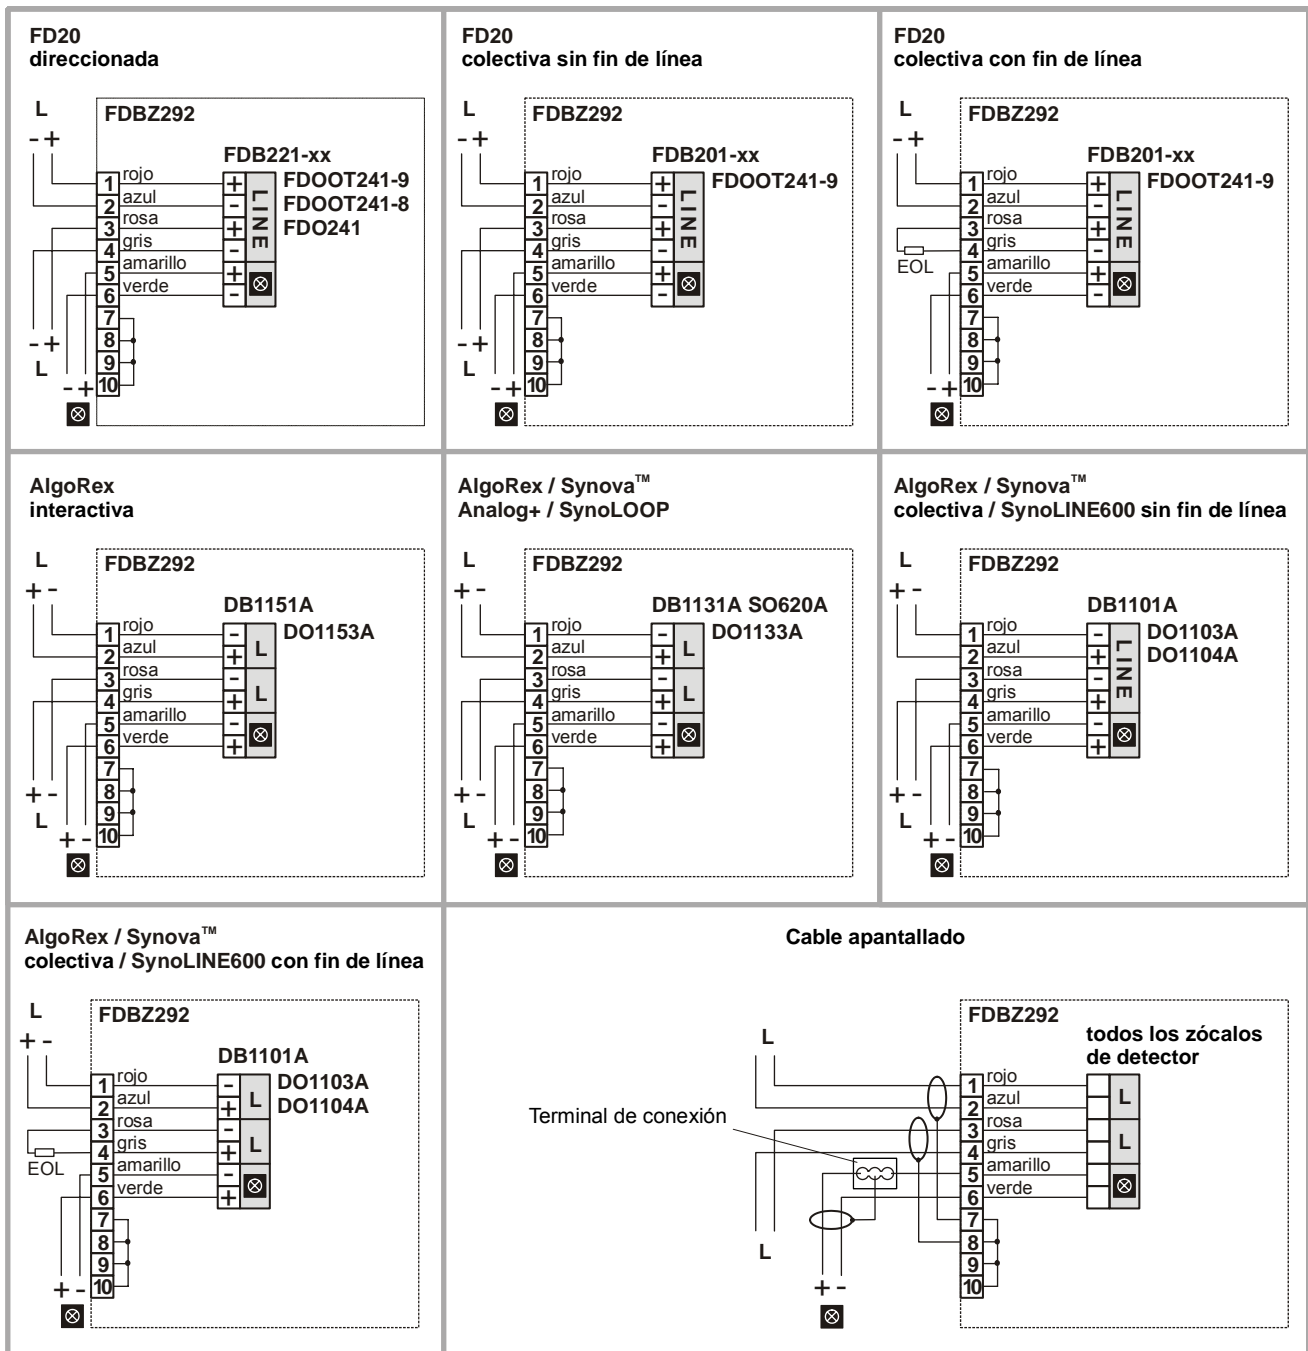 FD20
direccionada
L
- +
FDBZ292
FDB221-xx
FDOOT241-9
FDOOT241-8
FDO241
1 rojo +
2 azul -
3 rosa +
4 gris -
5 amarillo +
6 verde -
7
8
9
10
LINE
- +
L
- +
FD20
colectiva sin fin de línea
L
- +
FDBZ292
FDB201-xx
FDOOT241-9
1 rojo +
2 azul -
3 rosa +
4 gris -
5 amarillo +
6 verde -
7
8
9
10
LINE
- +
L
- +
FD20
colectiva con fin de línea
L
- +
FDBZ292
FDB201-xx
FDOOT241-9
1 rojo +
2 azul -
3 rosa +
4 gris -
5 amarillo +
6 verde -
7
8
9
10
LINE
EOL
- +
AlgoRex
interactiva
L
+ -
FDBZ292
DB1151A
DO1153A
1 rojo -
2 azul +
3 rosa -
4 gris +
5 amarillo -
6 verde +
7
8
9
10
L
L
+ -
L
+ -
AlgoRex / Synova™
Analog+ / SynoLOOP
L
+ -
FDBZ292
DB1131A SO620A
DO1133A
1 rojo -
2 azul +
3 rosa -
4 gris +
5 amarillo -
6 verde +
7
8
9
10
L
L
+ -
L
+ -
AlgoRex / Synova™
colectiva / SynoLINE600 sin fin de línea
L
+ -
FDBZ292
DB1101A
DO1103A
DO1104A
1 rojo -
2 azul +
3 rosa -
4 gris +
5 amarillo -
6 verde +
7
8
9
10
LINE
+ -
L
+ -
AlgoRex / Synova™
colectiva / SynoLINE600 con fin de línea
L
+ -
FDBZ292
DB1101A
DO1103A
DO1104A
1 rojo -
2 azul +
3 rosa -
4 gris +
5 amarillo -
6 verde +
7
8
9
10
L
L
EOL
+ -
Cable apantallado
FDBZ292
todos los zócalos
de detector
L
Terminal de conexión
1 rojo
2 azul
3 rosa
4 gris
5 amarillo
6 verde
7
8
9
10
L
L
L
+ -